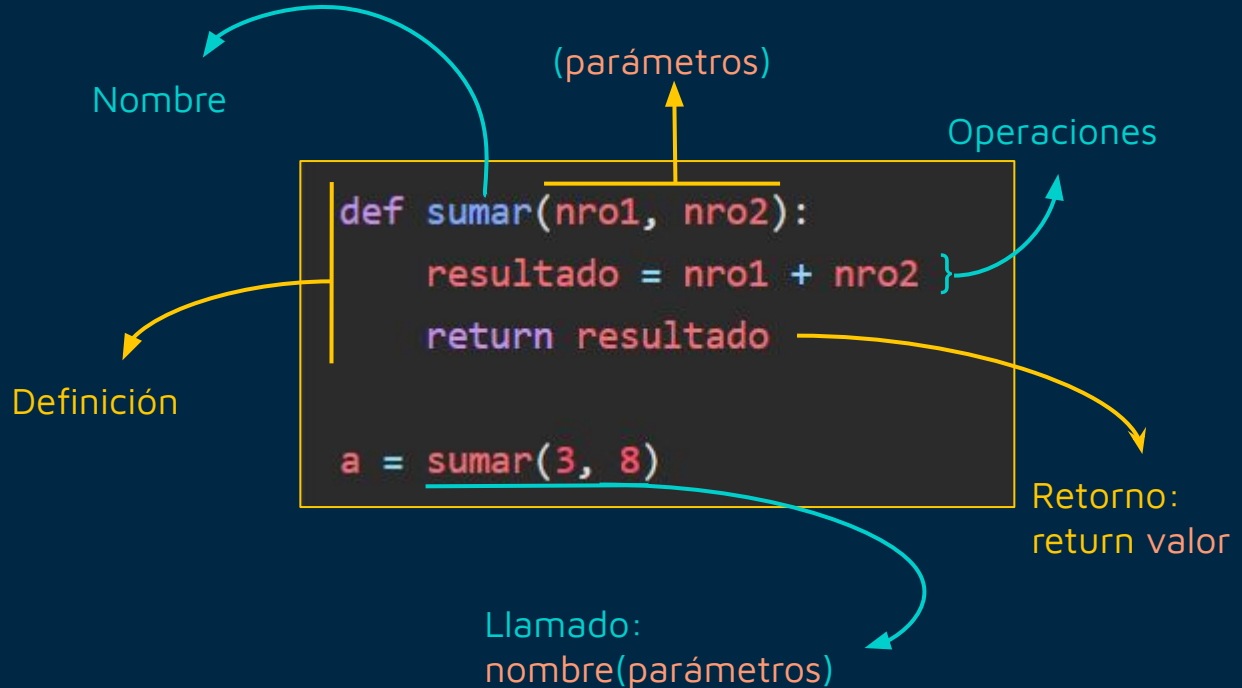 (parámetros)
Nombre
Operaciones
def sumar(nro1, nro2):
    resultado = nro1 + nro2 }
    return resultado
Definición
a = sumar(3, 8)
Retorno:
return valor
Llamado:
nombre(parámetros)